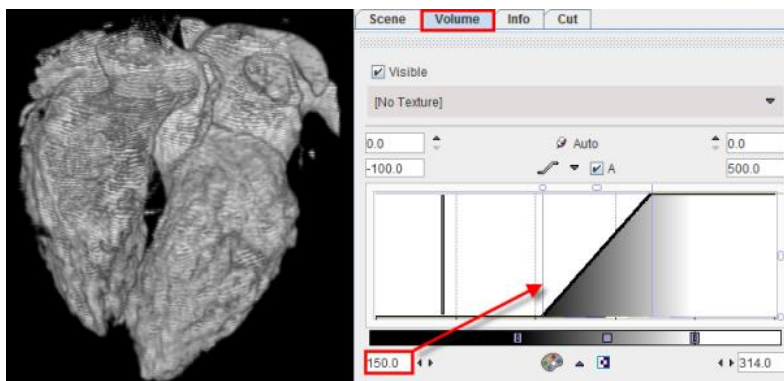 Scene Volume Info Cut
Visible
[No Texture]
0.0 Auto 0.0
-100.0 A 500.0
150.0 314.0